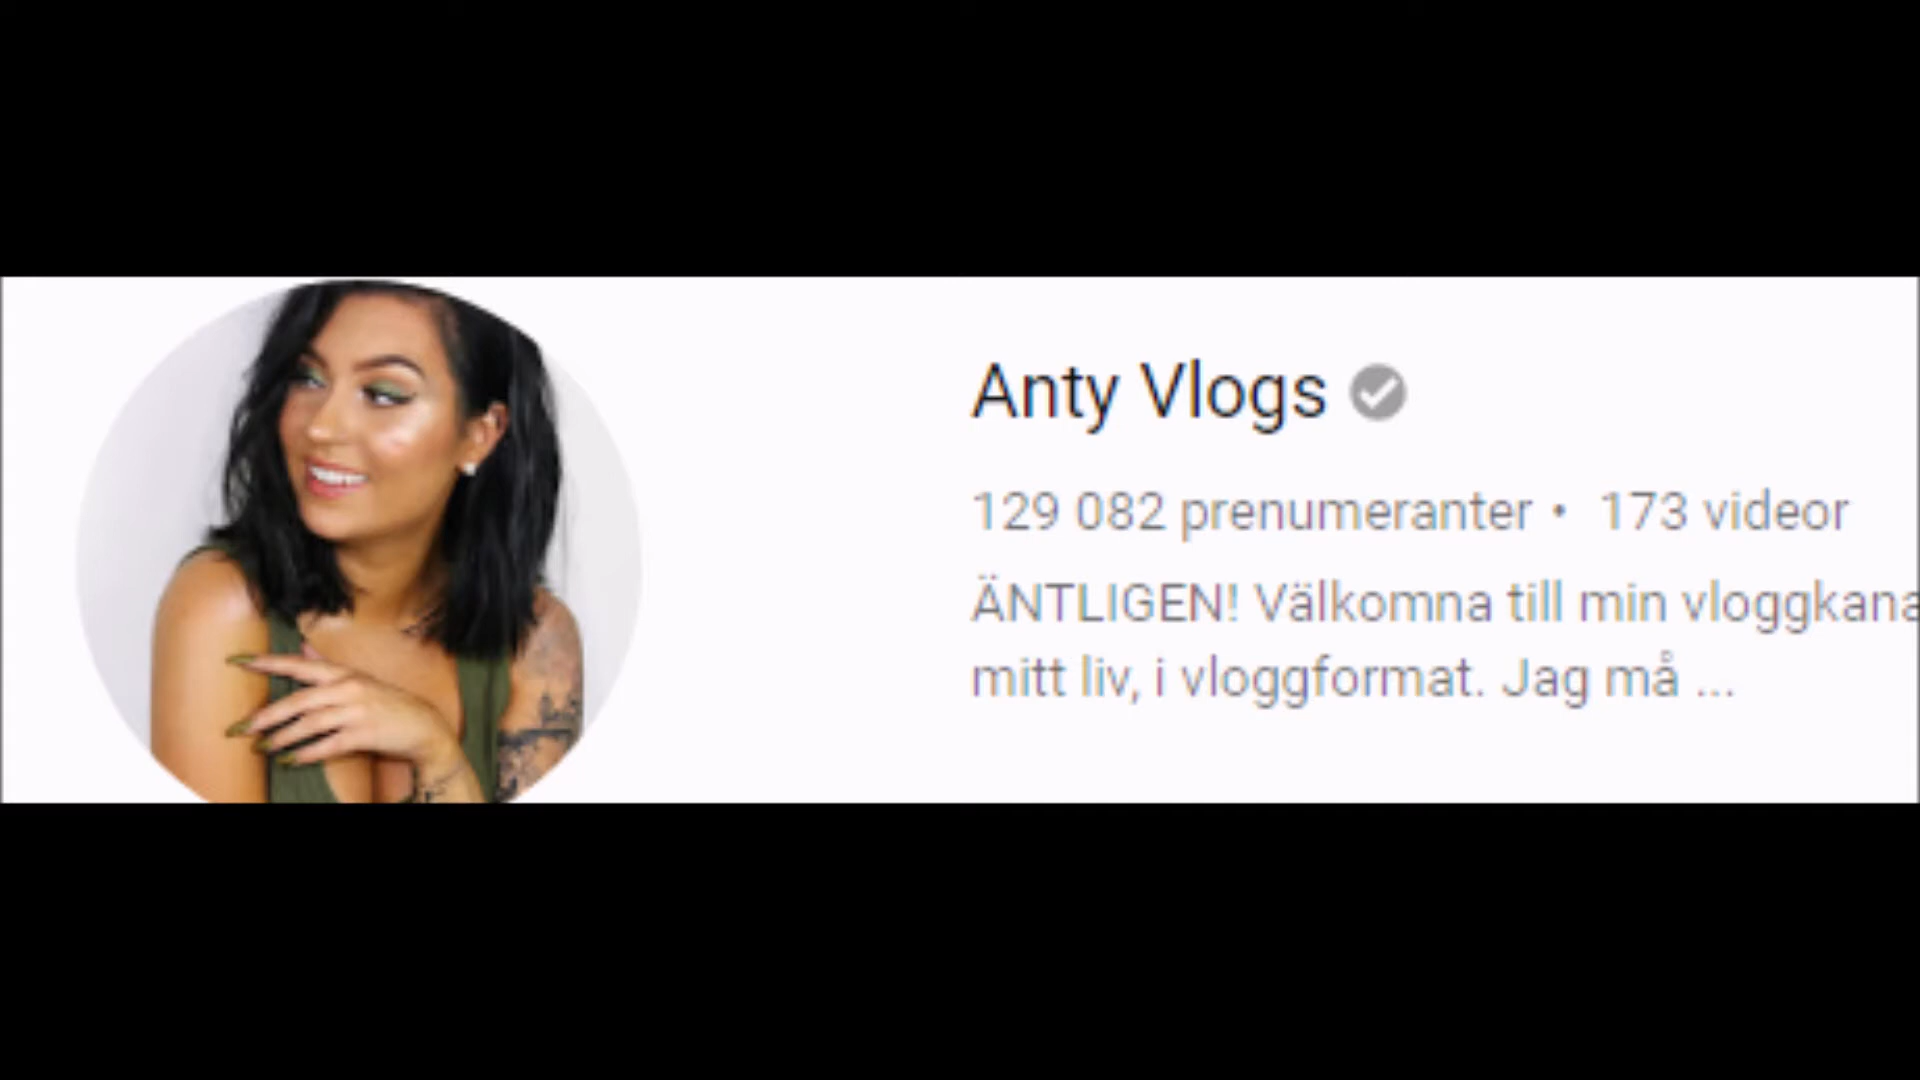 Anty Vlogs
129 082 prenumeranter • 173 videor
ÄNTLIGEN! Välkomna till min vloggkana
mitt liv, i vloggformat. Jag må ...